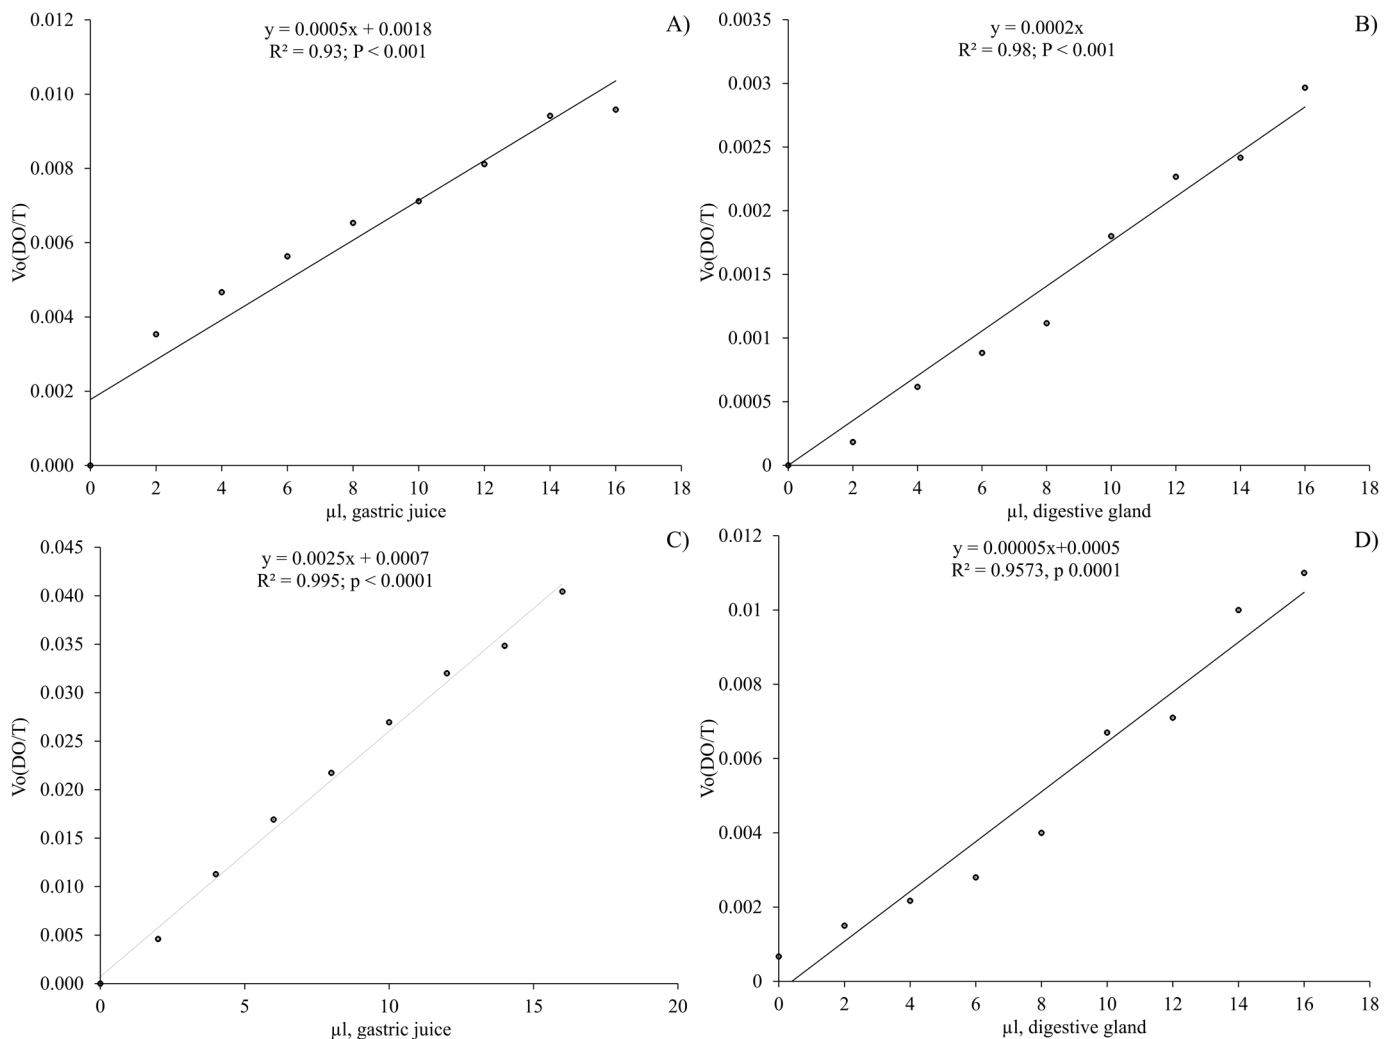 A)
y = 0.0005x + 0.0018
R² = 0.93; P < 0.001
0.012
0.010
0.008
0.006
0.004
0.002
0.000
Vo(DO/T)
0 2 4 6 8 10 12 14 16 18
µl, gastric juice
B)
y = 0.0002x
R² = 0.98; P < 0.001
0.0035
0.003
0.0025
0.002
0.0015
0.001
0.0005
0
Vo(DO/T)
0 2 4 6 8 10 12 14 16 18
µl, digestive gland
C)
y = 0.0025x + 0.0007
R² = 0.995; p < 0.0001
0.045
0.040
0.035
0.030
0.025
0.020
0.015
0.010
0.005
0.000
Vo(DO/T)
0 5 10 15 20
µl, gastric juice
D)
y = 0.00005x+0.0005
R² = 0.9573, p 0.0001
0.012
0.01
0.008
0.006
0.004
0.002
0
Vo(DO/T)
0 2 4 6 8 10 12 14 16 18
µl, digestive gland